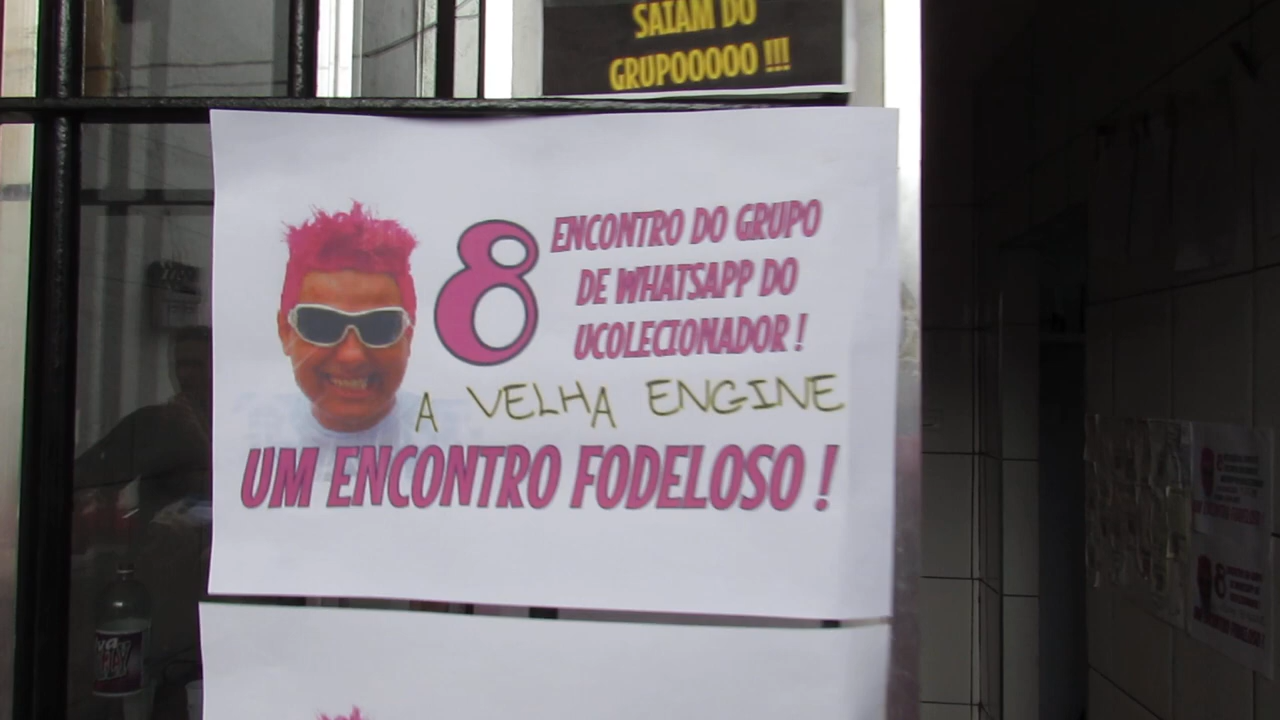 SAIAM DO
GRUPOOOOO !!!
8
ENCONTRO DO GRUPO
DE WHATSAPP DO
UCOLECIONADOR !
A VELHA ENGINE
UM ENCONTRO FODELOSO !